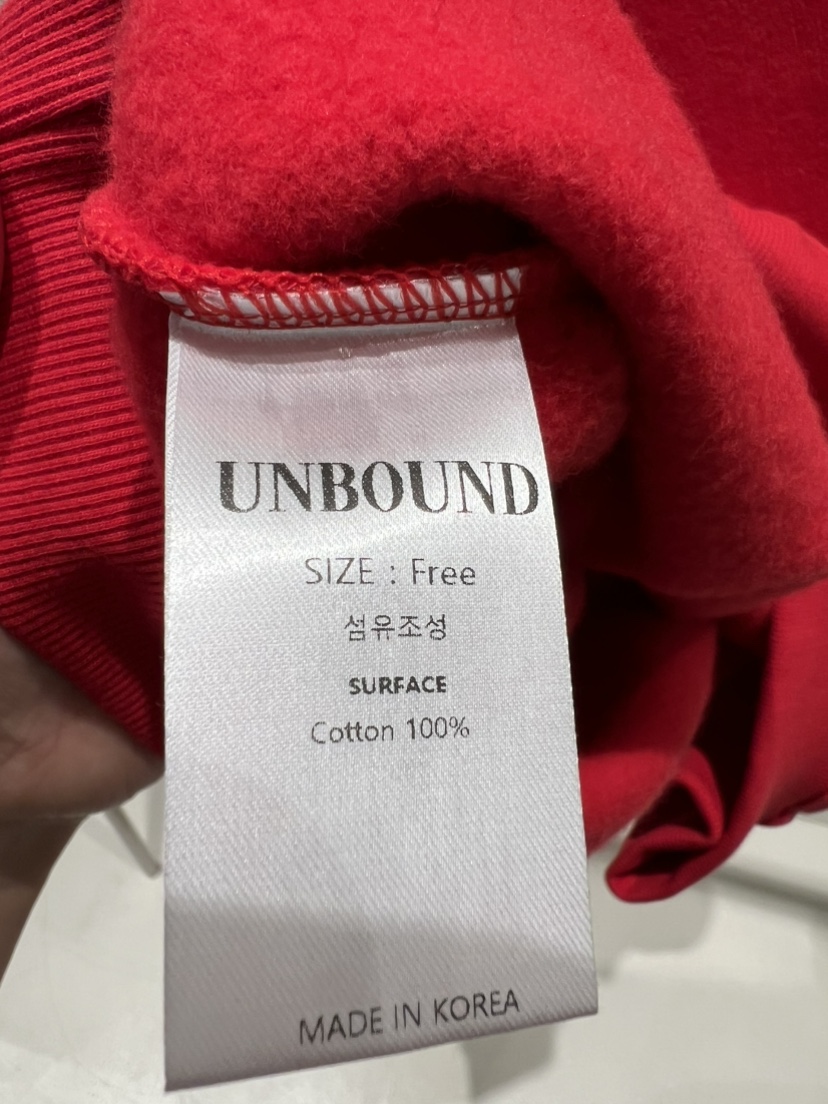 UNBOUND
SIZE : Free
섬유조성
SURFACE
Cotton 100%
MADE IN KOREA